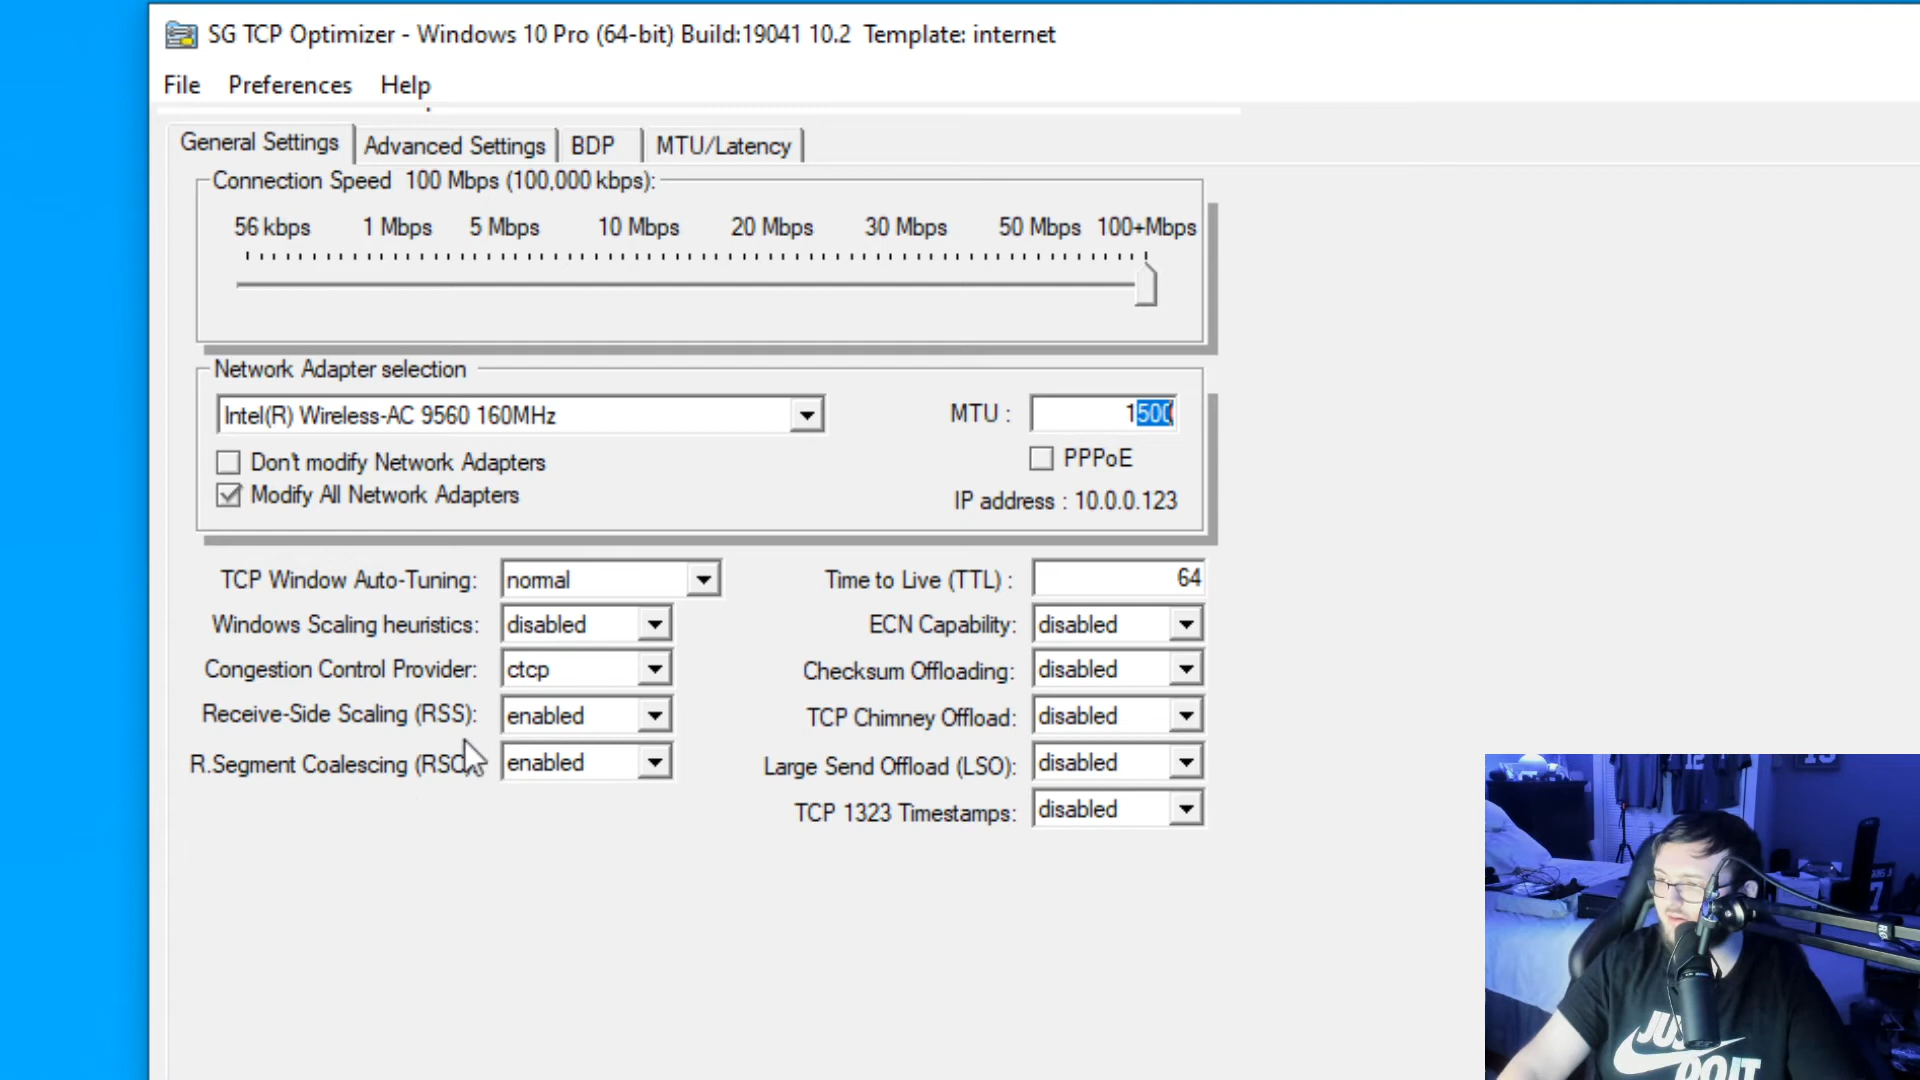 SG TCP Optimizer - Windows 10 Pro (64-bit) Build:19041 10.2 Template: internet
File Preferences Help
General Settings Advanced Settings BDP MTU/Latency
Connection Speed 100 Mbps (100,000 kbps):
56 kbps 1 Mbps 5 Mbps 10 Mbps 20 Mbps 30 Mbps 50 Mbps 100+Mbps
Network Adapter selection
Intel(R) Wireless-AC 9560 160MHz MTU : 1500
Don't modify Network Adapters PPPoE
Modify All Network Adapters IP address : 10.0.0.123
TCP Window Auto-Tuning: normal Time to Live (TTL) : 64
Windows Scaling heuristics: disabled ECN Capability: disabled
Congestion Control Provider: ctcp Checksum Offloading: disabled
Receive-Side Scaling (RSS): enabled TCP Chimney Offload: disabled
R.Segment Coalescing (RSC enabled Large Send Offload (LSO): disabled
TCP 1323 Timestamps: disabled
12
7
JUS
DO IT